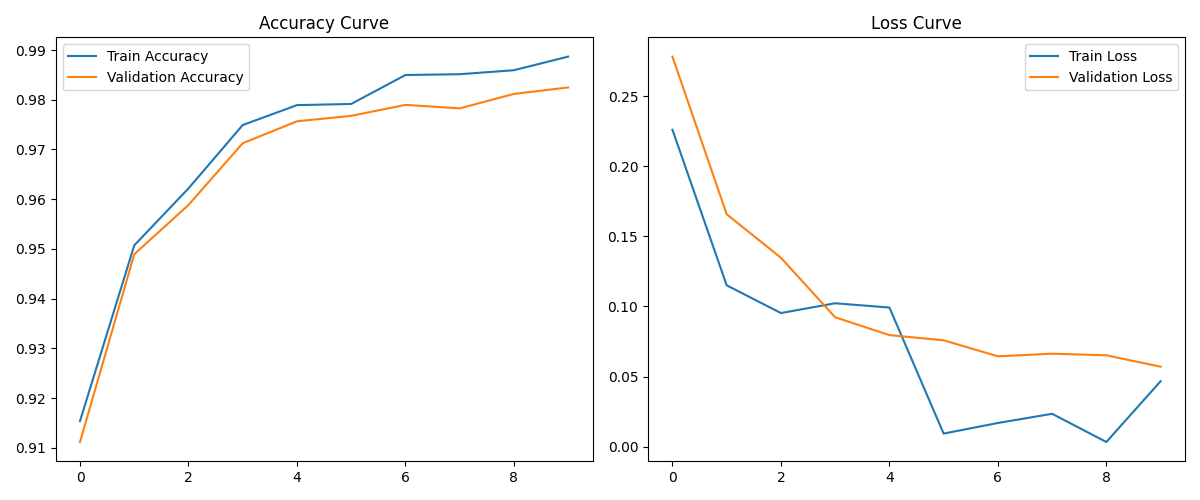 Accuracy Curve
Train Accuracy
Validation Accuracy
0.99
0.98
0.97
0.96
0.95
0.94
0.93
0.92
0.91
0 2 4 6 8
Loss Curve
Train Loss
Validation Loss
0.25
0.20
0.15
0.10
0.05
0.00
0 2 4 6 8